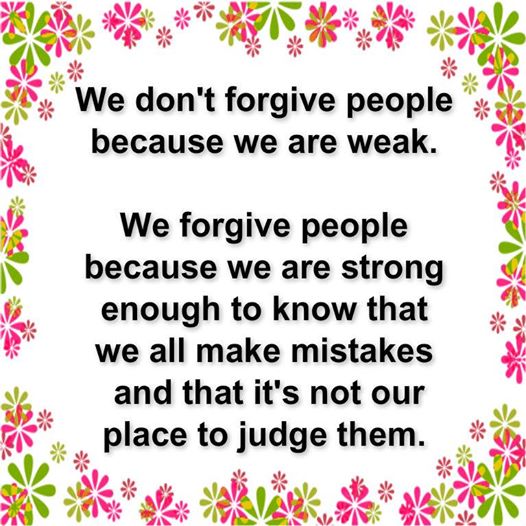 We don't forgive people
because we are weak.
We forgive people
because we are strong
enough to know that
we all make mistakes
and that it's not our
place to judge them.